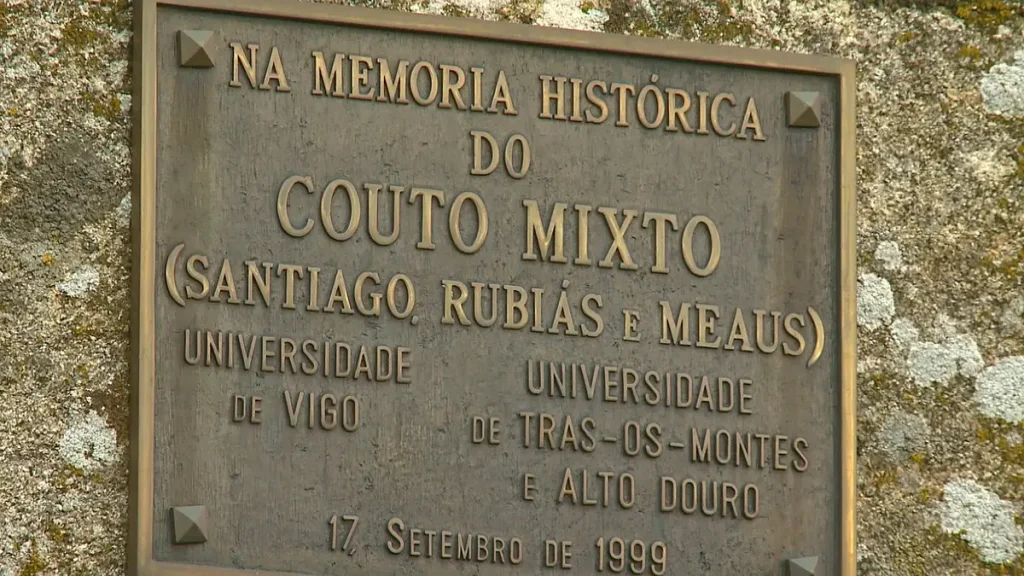 NA MEMORIA HISTÓRICA
DO
COUTO MIXTO
(SANTIAGO, RUBIÁS E MEAUS)
UNIVERSIDADE
DE VIGO
UNIVERSIDADE
DE TRAS-OS-MONTES
E ALTO DOURO
17, SETEMBRO DE 1999